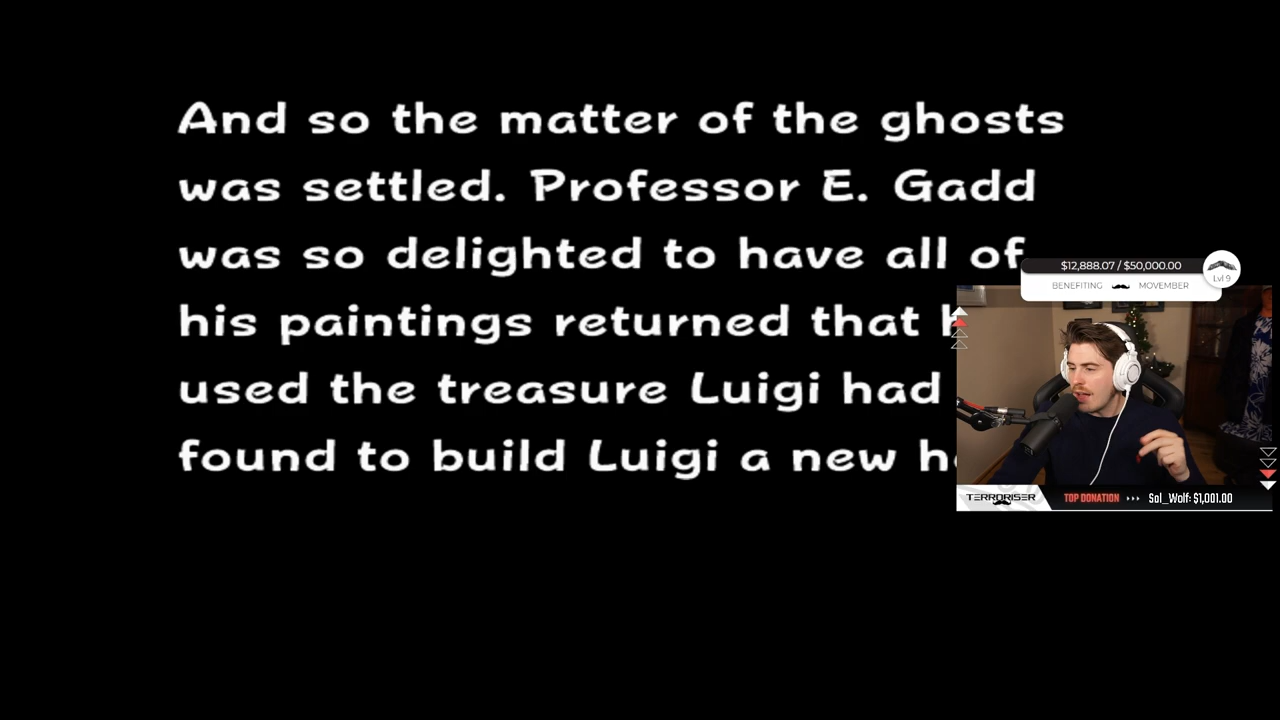 And so the matter of the ghosts
was settled. Professor E. Gadd
was so delighted to have all of
his paintings returned that
used the treasure Luigi had
found to build Luigi a new
$12,888.07 / $50,000.00
Lvl 9
BENEFITING MOVEMBER
TERRORISER TOP DONATION Sol_Wolf: $1,001.00